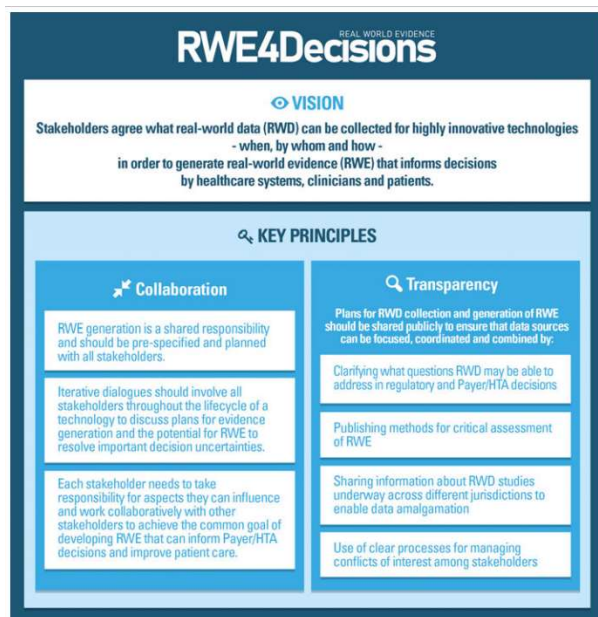 REAL WORLD EVIDENCE
RWE4Decisions
VISION
Stakeholders agree what real-world data (RWD) can be collected for highly innovative technologies
- when, by whom and how -
in order to generate real-world evidence (RWE) that informs decisions
by healthcare systems, clinicians and patients.
KEY PRINCIPLES
Collaboration
RWE generation is a shared responsibility
and should be pre-specified and planned
with all stakeholders.
Iterative dialogues should involve all
stakeholders throughout the lifecycle of a
technology to discuss plans for evidence
generation and the potential for RWE to
resolve important decision uncertainties.
Each stakeholder needs to take
responsibility for aspects they can influence
and work collaboratively with other
stakeholders to achieve the common goal of
developing RWE that can inform Payer/HTA
decisions and improve patient care.
Transparency
Plans for RWD collection and generation of RWE
should be shared publicly to ensure that data sources
can be focused, coordinated and combined by:
Clarifying what questions RWD may be able to
address in regulatory and Payer/HTA decisions
Publishing methods for critical assessment
of RWE
Sharing information about RWD studies
underway across different jurisdictions to
enable data amalgamation
Use of clear processes for managing
conflicts of interest among stakeholders